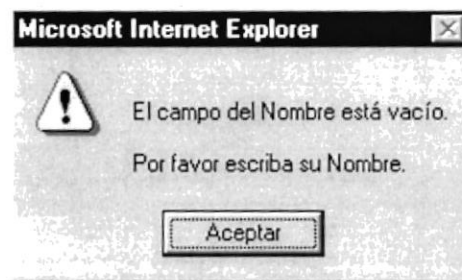 Microsoft Internet Explorer
El campo del Nombre está vacío.
Por favor escriba su Nombre.
Aceptar